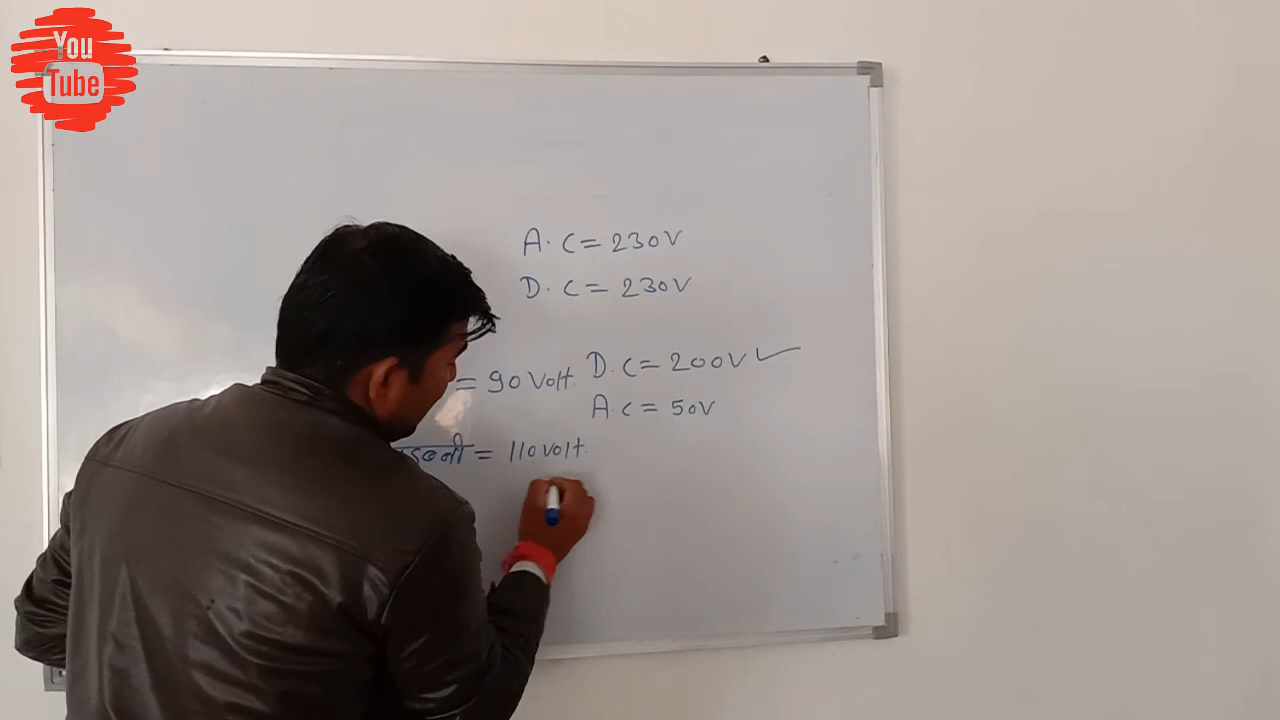 You
Tube
A.C = 230V
D.C = 230V
= 90 Volt. D.C = 200V
A.C = 50V
= 110 volt.